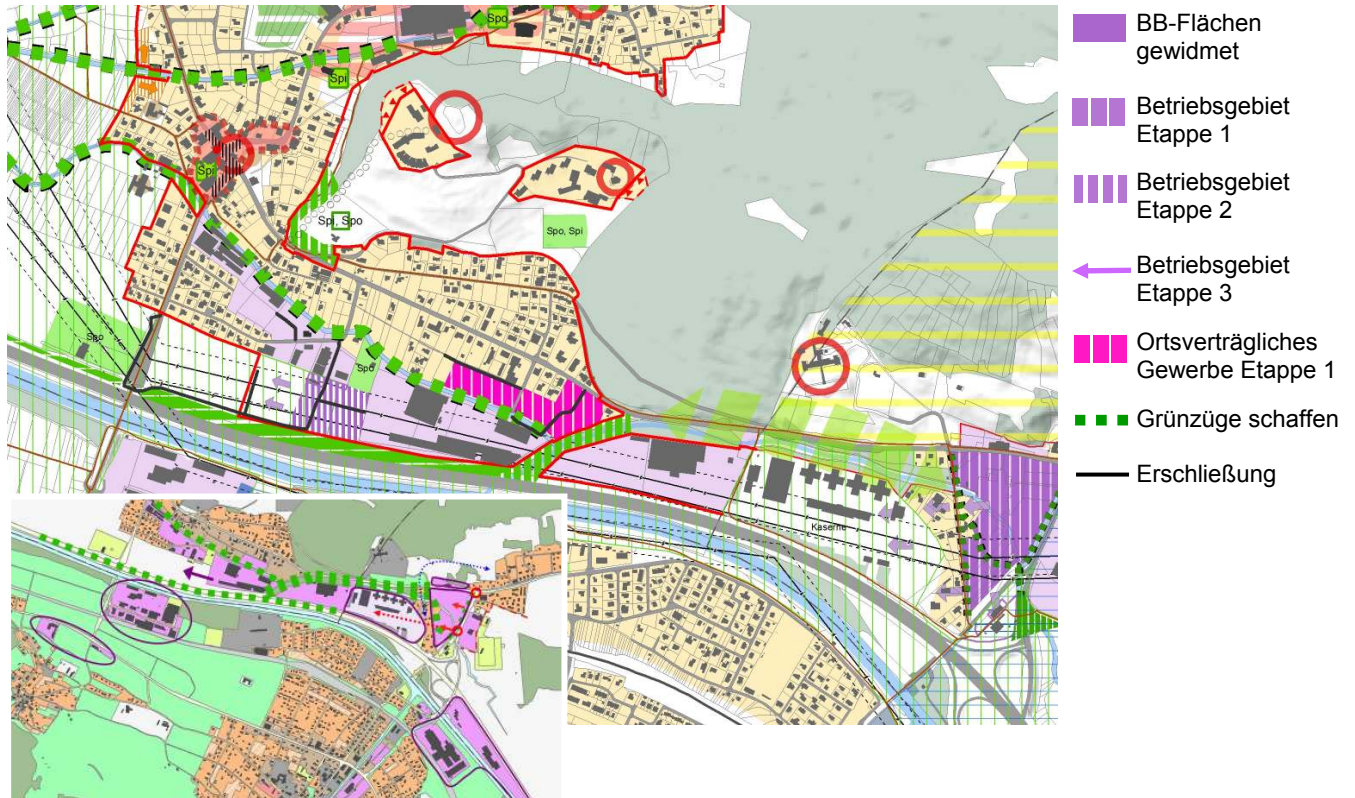 Spo
Spi
Spi
Spi, Spo
Spo, Spi
Spo
Spo
Kaserne
BB-Flächen
gewidmet
Betriebsgebiet
Etappe 1
Betriebsgebiet
Etappe 2
Betriebsgebiet
Etappe 3
Ortsverträgliches
Gewerbe Etappe 1
Grünzüge schaffen
Erschließung